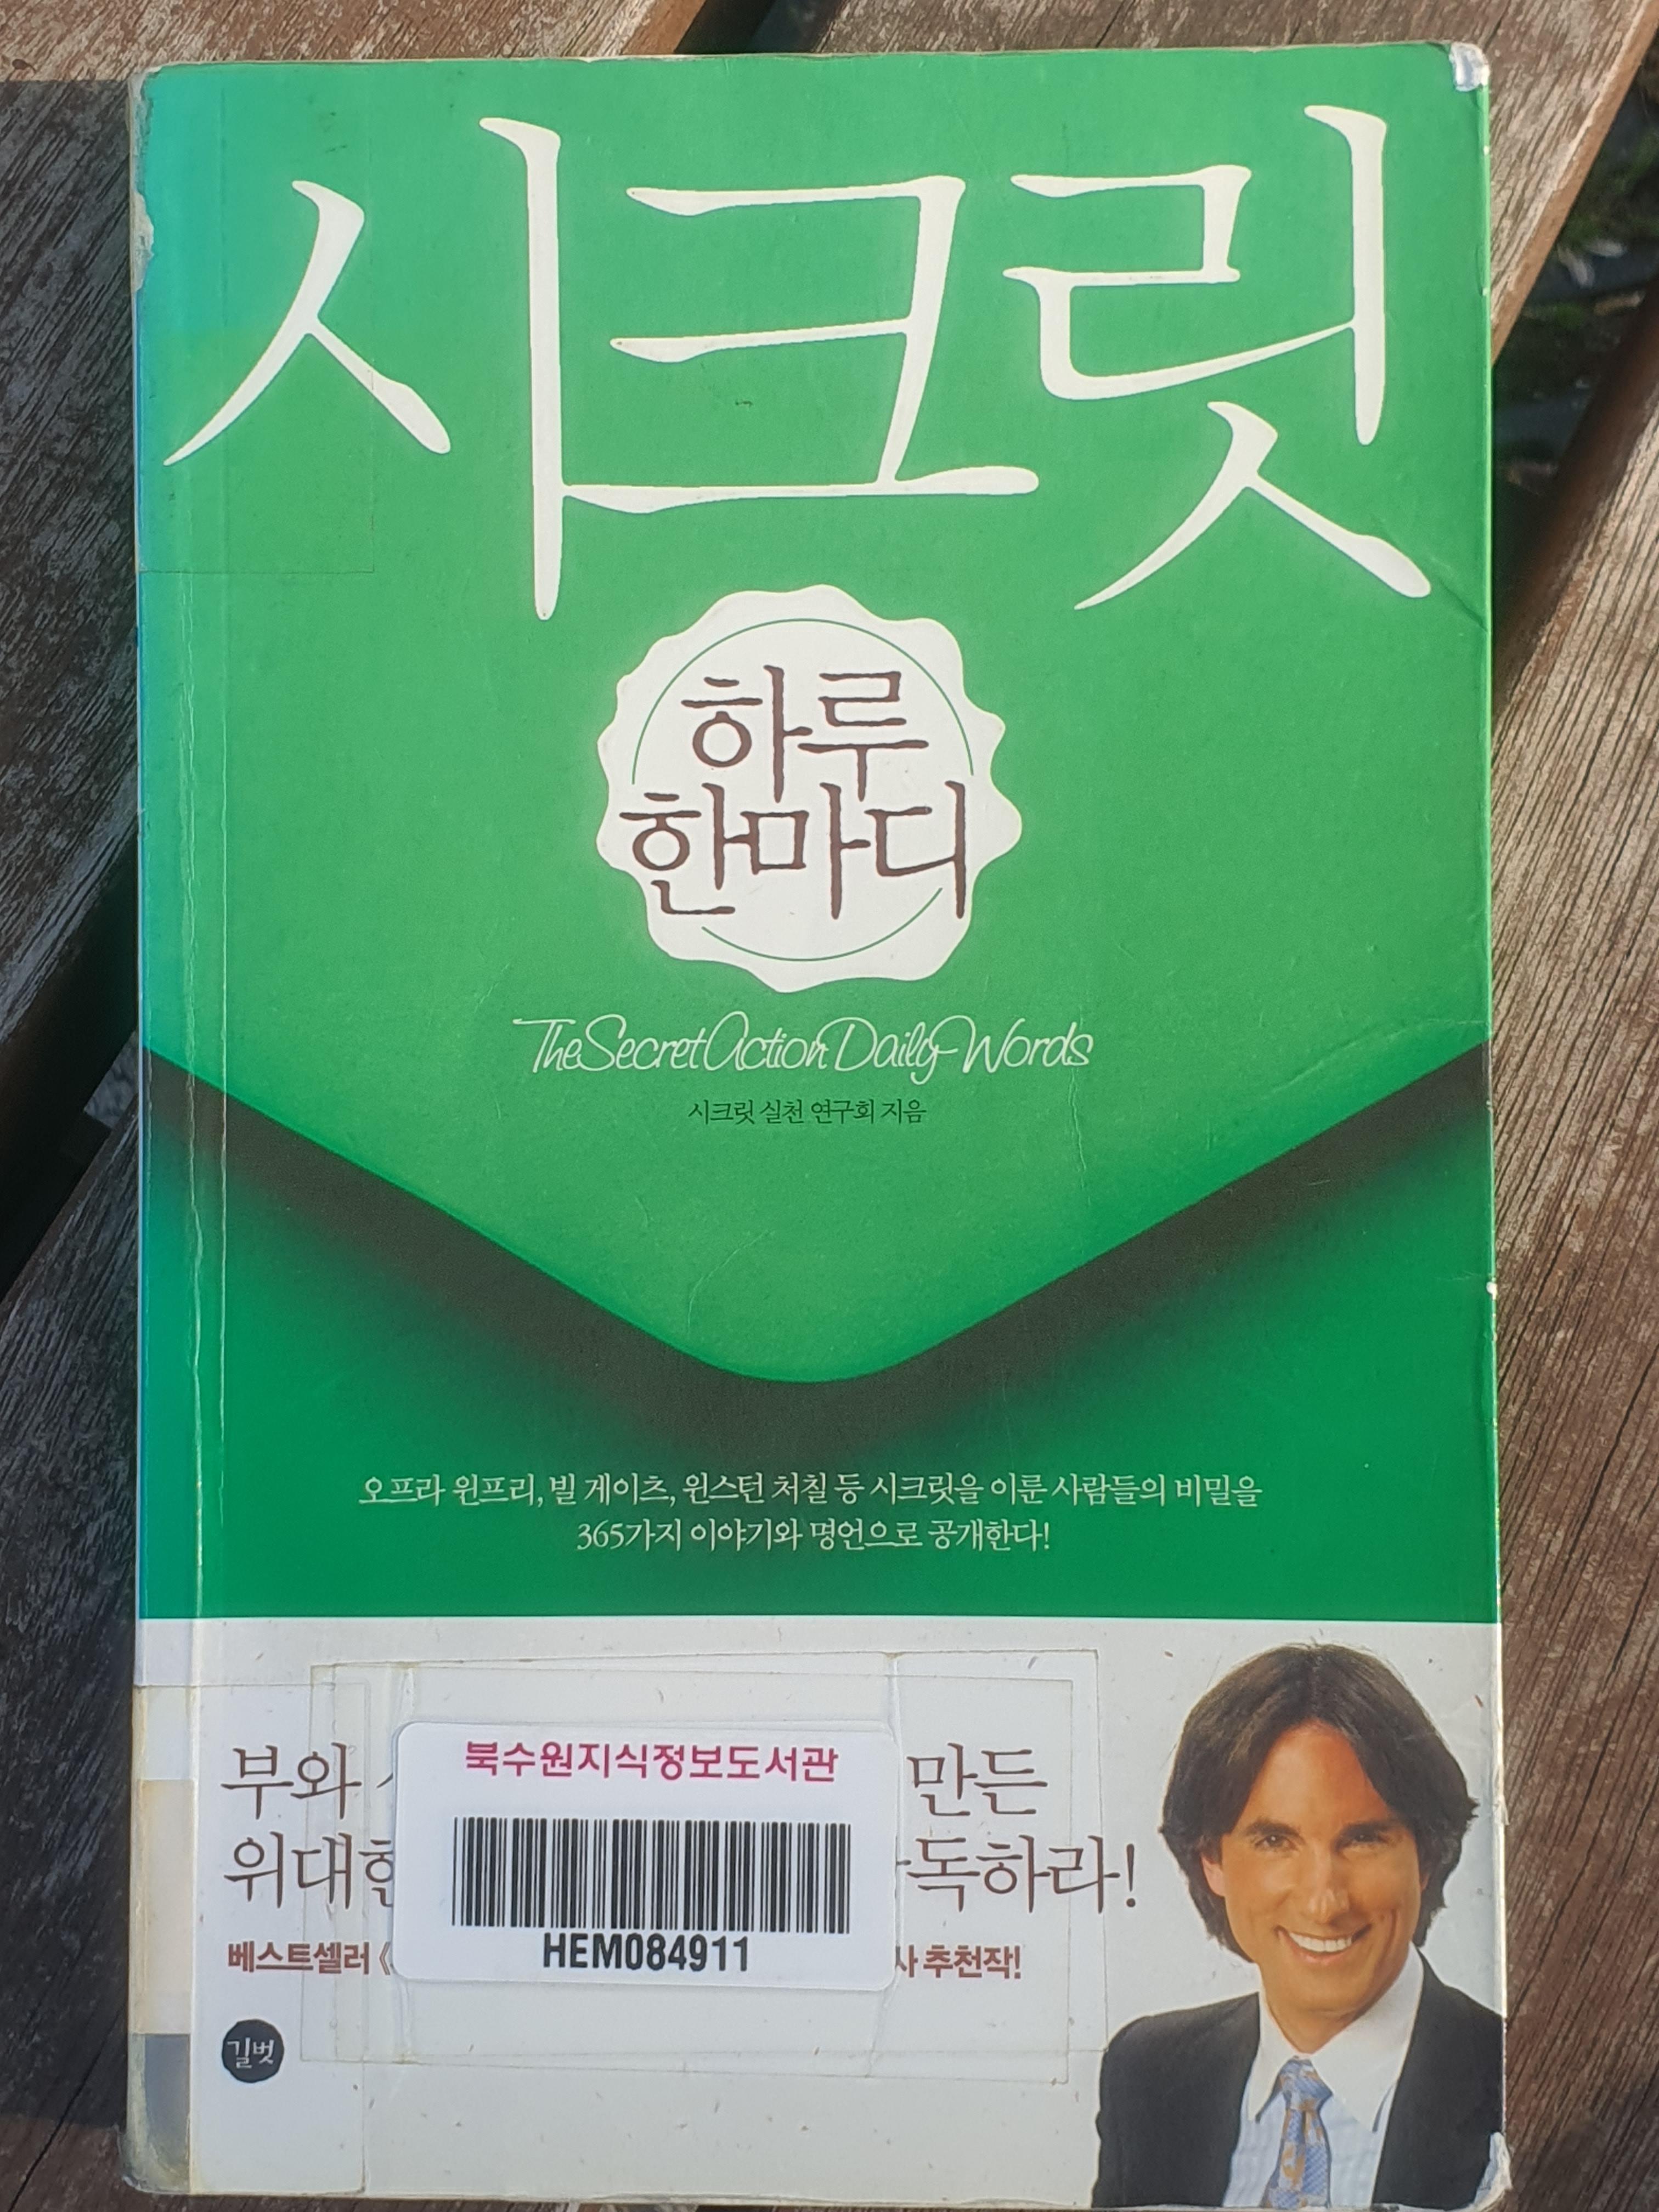 시크릿
하루
한마디
The Secret Action Daily Words
시크릿 실천 연구회 지음
오프라 윈프리, 빌 게이츠, 윈스턴 처칠 등 시크릿을 이룬 사람들의 비밀을
365가지 이야기와 명언으로 공개한다!
부와 만든
위대한 독하라!
베스트셀러 《 사 추천작!
북수원지식정보도서관
HEM084911
길벗